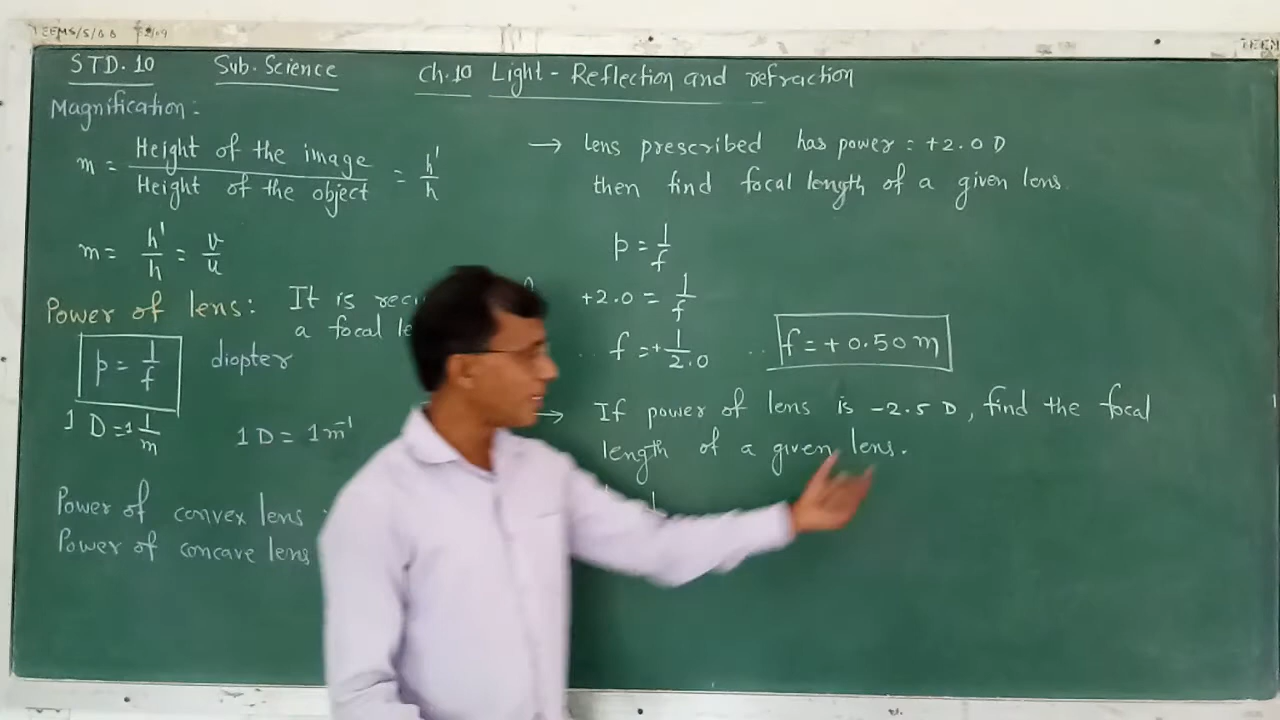 STD. 10 Sub. Science Ch. 10 Light - Reflection and refraction
Magnification:
m = Height of the image / Height of the object = h' / h
m = h' / h = v / u
Power of lens: It is
a focal
p = 1 / f diopter
1 D = 1 1 / m 1 D = 1 m⁻¹
Power of convex lens
Power of concave lens
→ Lens prescribed has power = +2.0 D
then find focal length of a given lens.
p = 1 / f
+2.0 = 1 / f
f = + 1 / 2.0 f = +0.50 m
→ If power of lens is -2.5 D, find the focal
length of a given lens.